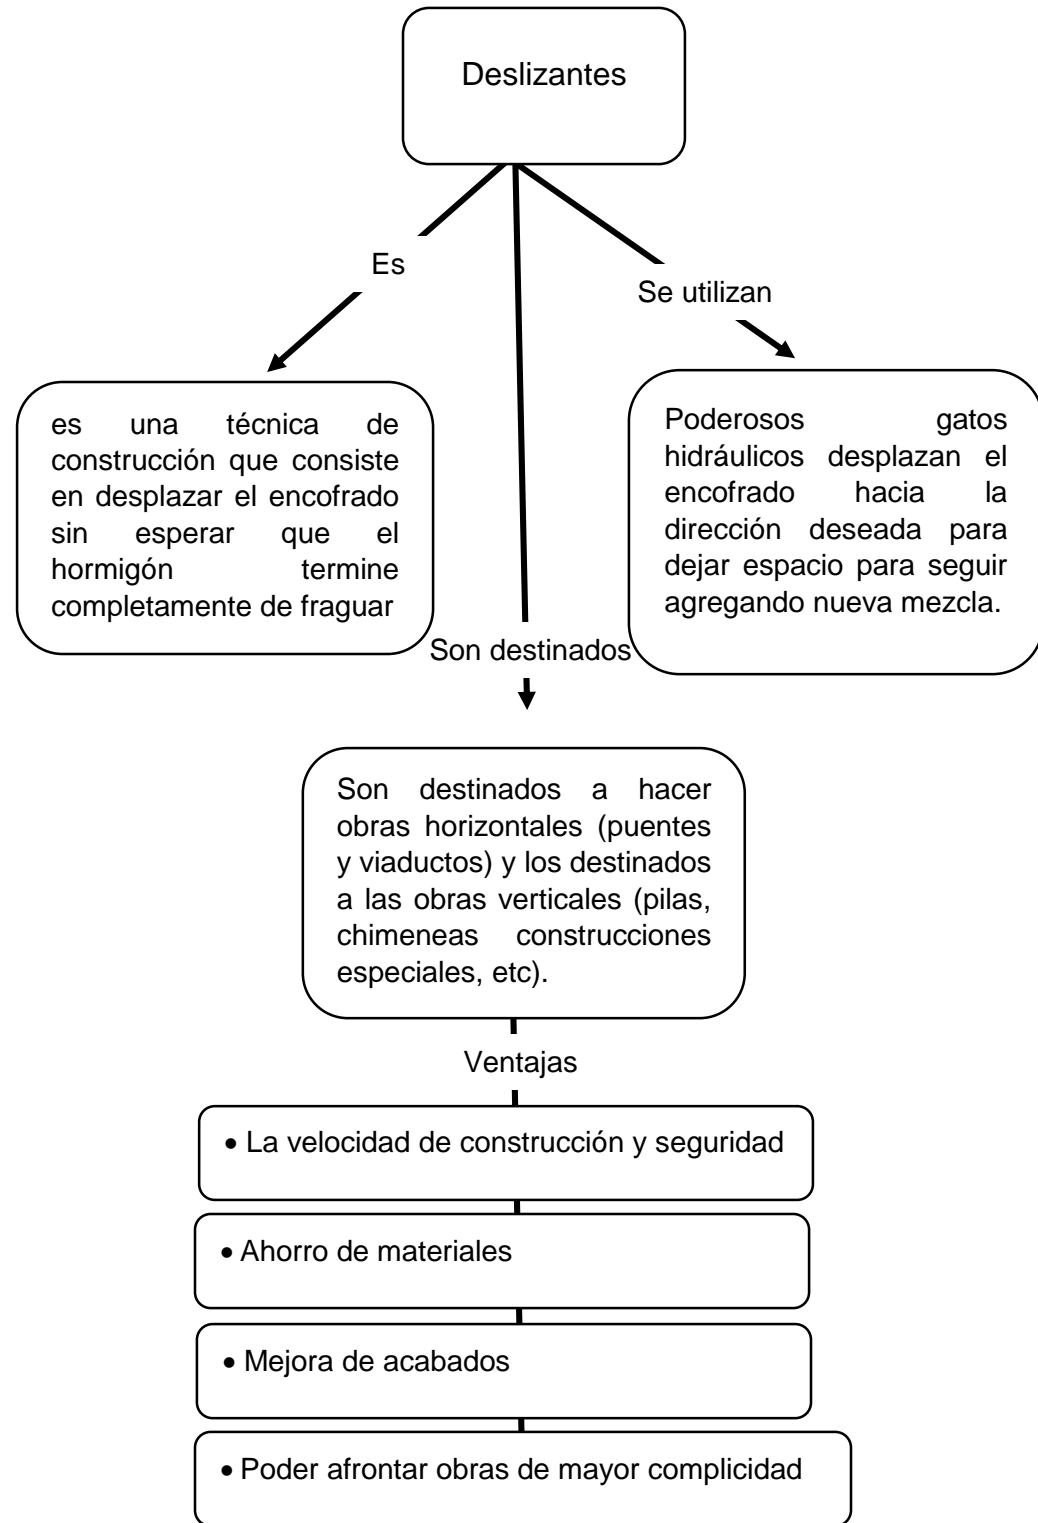 Deslizantes
Es
Se utilizan
es una técnica de
construcción que consiste
en desplazar el encofrado
sin esperar que el
hormigón termine
completamente de fraguar
Poderosos gatos
hidráulicos desplazan el
encofrado hacia la
dirección deseada para
dejar espacio para seguir
agregando nueva mezcla.
Son destinados
Son destinados a hacer
obras horizontales (puentes
y viaductos) y los destinados
a las obras verticales (pilas,
chimeneas construcciones
especiales, etc).
Ventajas
• La velocidad de construcción y seguridad
• Ahorro de materiales
• Mejora de acabados
• Poder afrontar obras de mayor complicidad